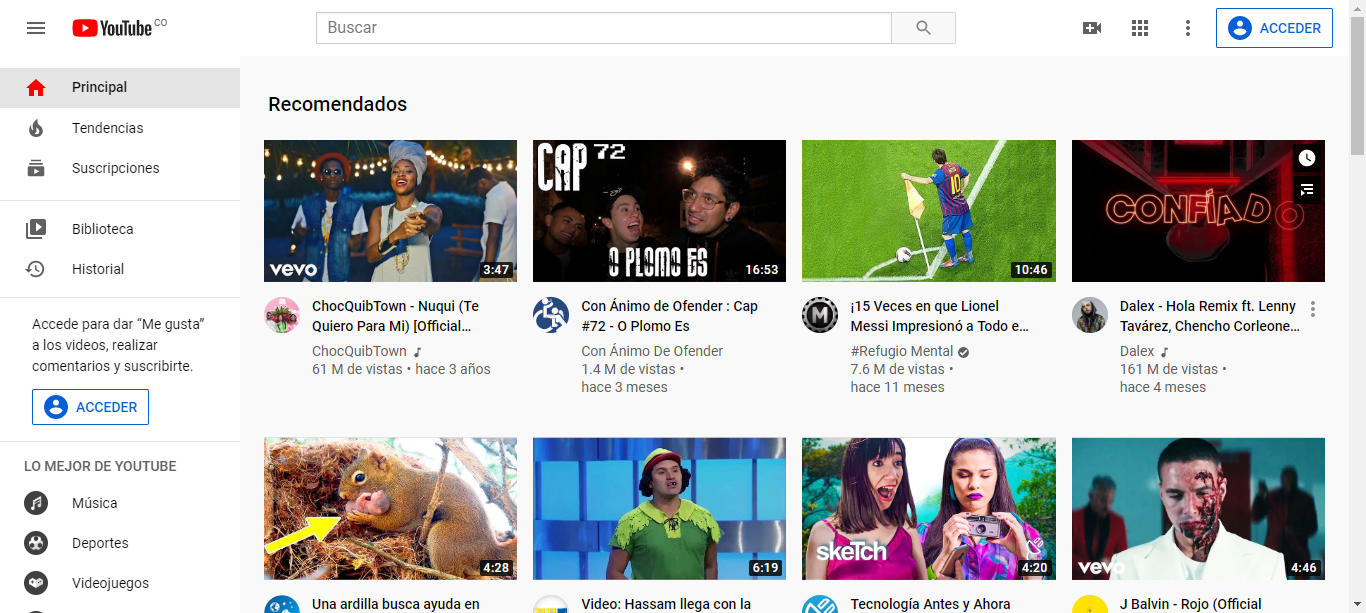 YouTube CO
Buscar
ACCEDER
Principal
Tendencias
Suscripciones
Biblioteca
Historial
Accede para dar “Me gusta”
a los videos, realizar
comentarios y suscribirte.
ACCEDER
LO MEJOR DE YOUTUBE
Música
Deportes
Videojuegos
Recomendados
vevo
3:47
ChocQuibTown - Nuqui (Te
Quiero Para Mi) [Official...
ChocQuibTown
61 M de vistas • hace 3 años
CAP 72
O PLOMO ES
16:53
Con Ánimo de Ofender : Cap
#72 - O Plomo Es
Con Ánimo De Ofender
1.4 M de vistas •
hace 3 meses
10
10:46
M
¡15 Veces en que Lionel
Messi Impresionó a Todo e...
#Refugio Mental
7.6 M de vistas •
hace 11 meses
CONFÍADO
Dalex - Hola Remix ft. Lenny
Tavárez, Chencho Corleone...
Dalex
161 M de vistas •
hace 4 meses
4:28
Una ardilla busca ayuda en
6:19
Video: Hassam llega con la
sketch
4:20
Tecnología Antes y Ahora
vevo
4:46
J Balvin - Rojo (Official